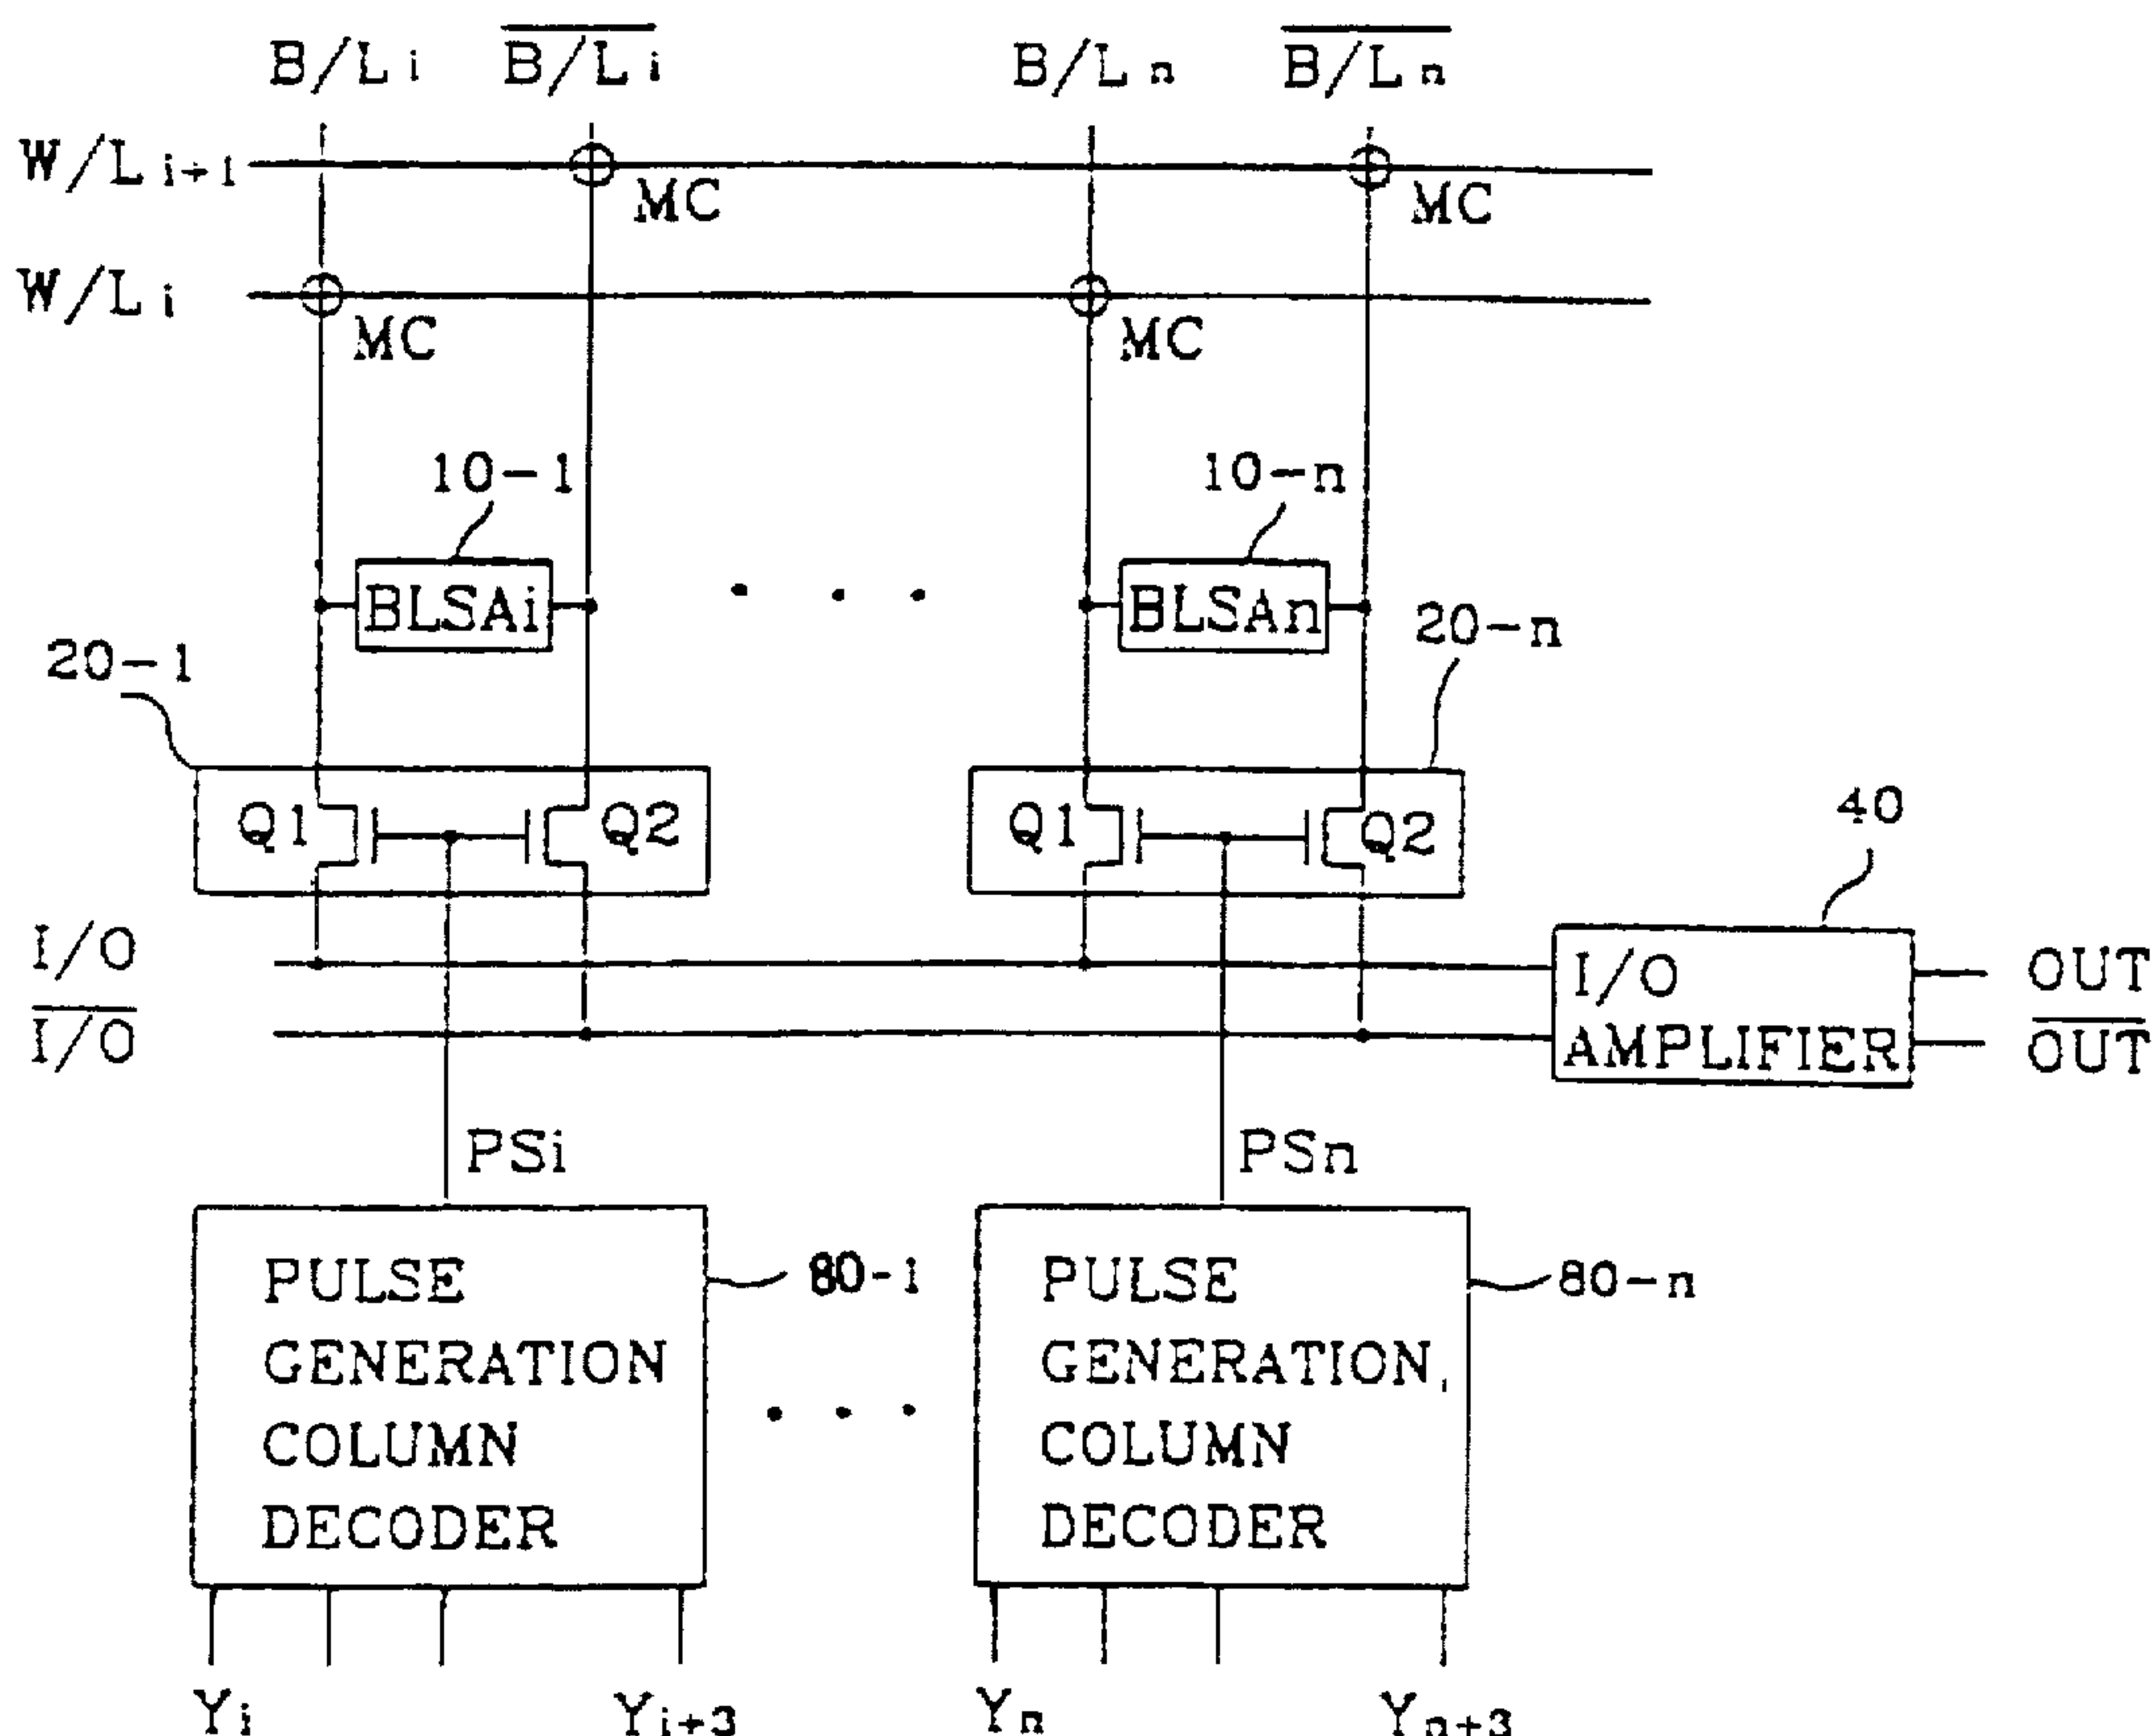 B/Li B/Li B/Ln B/Ln
W/Li+1
MC MC
W/Li
MC MC
10-1 10-n
BLSAi BLSAn
20-1 20-n
Q1 Q2 Q1 Q2
40
I/O
I/O
I/O
AMPLIFIER
OUT
OUT
PSi PSn
PULSE
GENERATION
COLUMN
DECODER
80-1
PULSE
GENERATION
COLUMN
DECODER
80-n
Yi Yi+3 Yn Yn+3